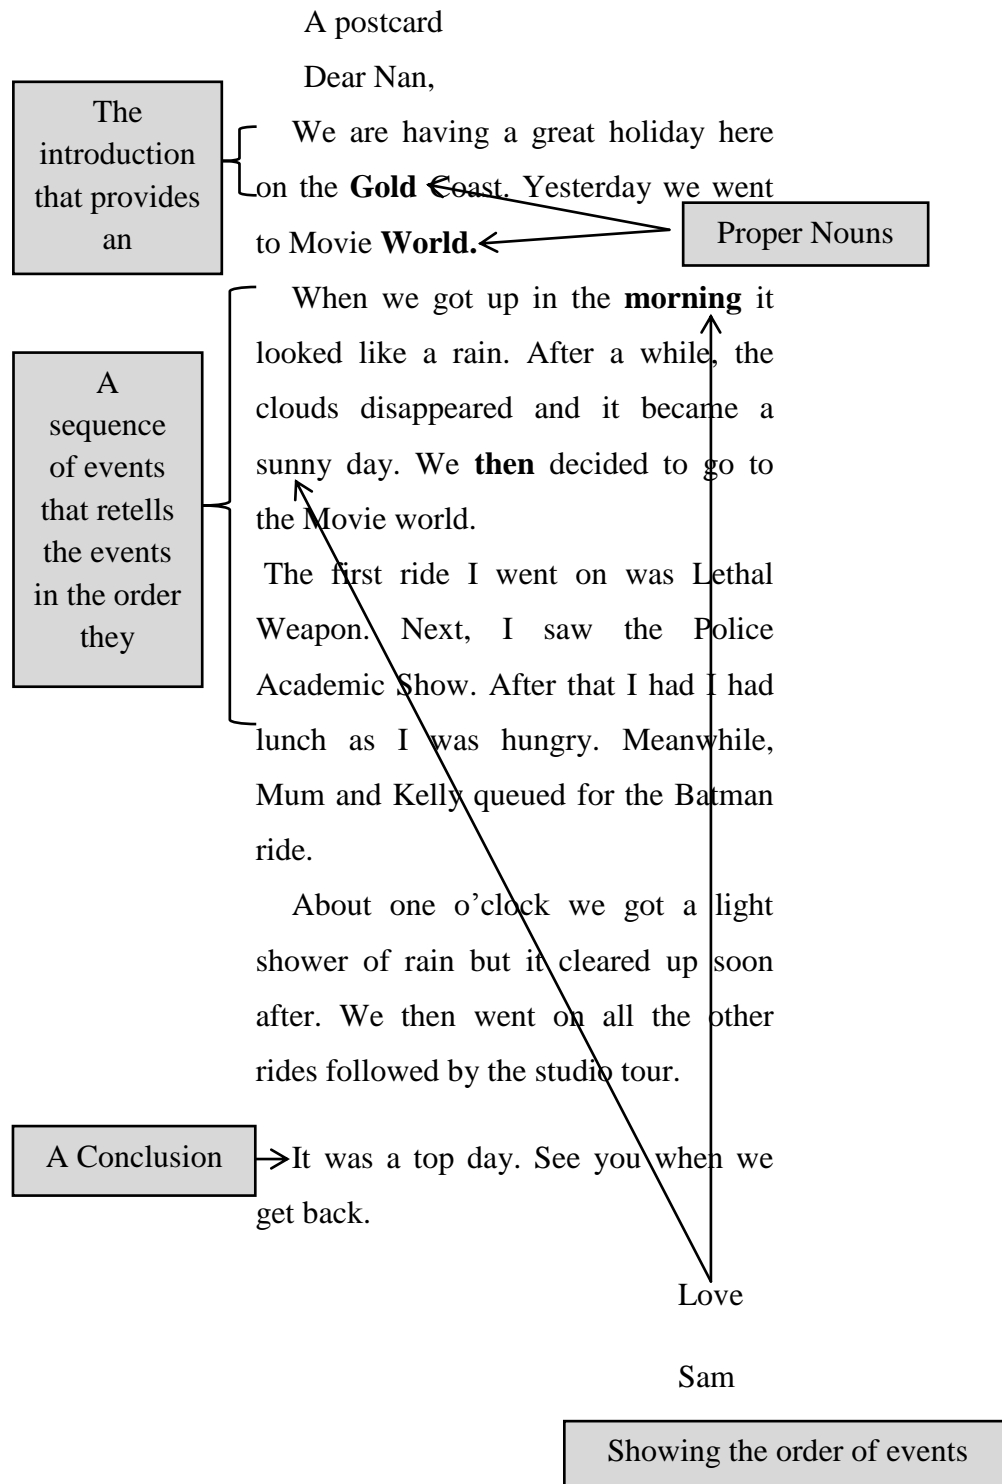 A postcard
Dear Nan,
The
introduction
that provides
an
We are having a great holiday here
on the Gold Coast. Yesterday we went
to Movie World.
Proper Nouns
When we got up in the morning it
looked like a rain. After a while, the
clouds disappeared and it became a
sunny day. We then decided to go to
the Movie world.
A
sequence
of events
that retells
the events
in the order
they
The first ride I went on was Lethal
Weapon. Next, I saw the Police
Academic Show. After that I had I had
lunch as I was hungry. Meanwhile,
Mum and Kelly queued for the Batman
ride.
About one o’clock we got a light
shower of rain but it cleared up soon
after. We then went on all the other
rides followed by the studio tour.
A Conclusion
It was a top day. See you when we
get back.
Love
Sam
Showing the order of events